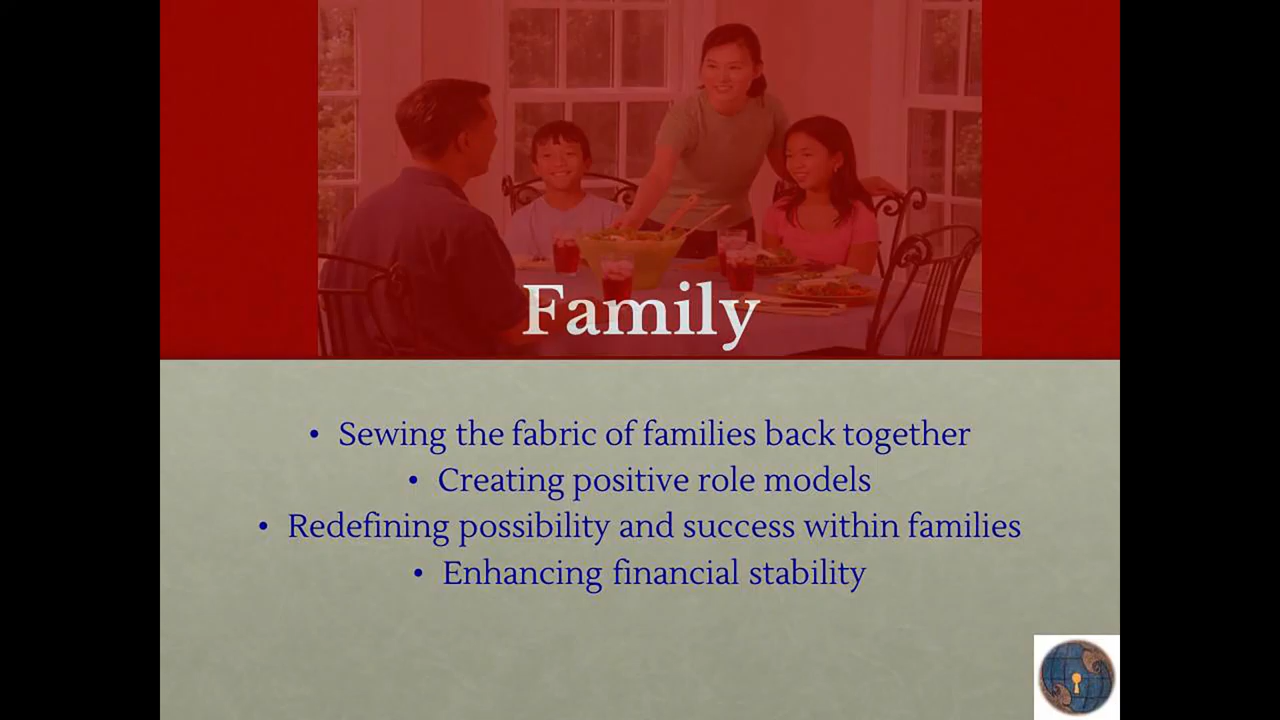 Family
• Sewing the fabric of families back together
• Creating positive role models
• Redefining possibility and success within families
• Enhancing financial stability